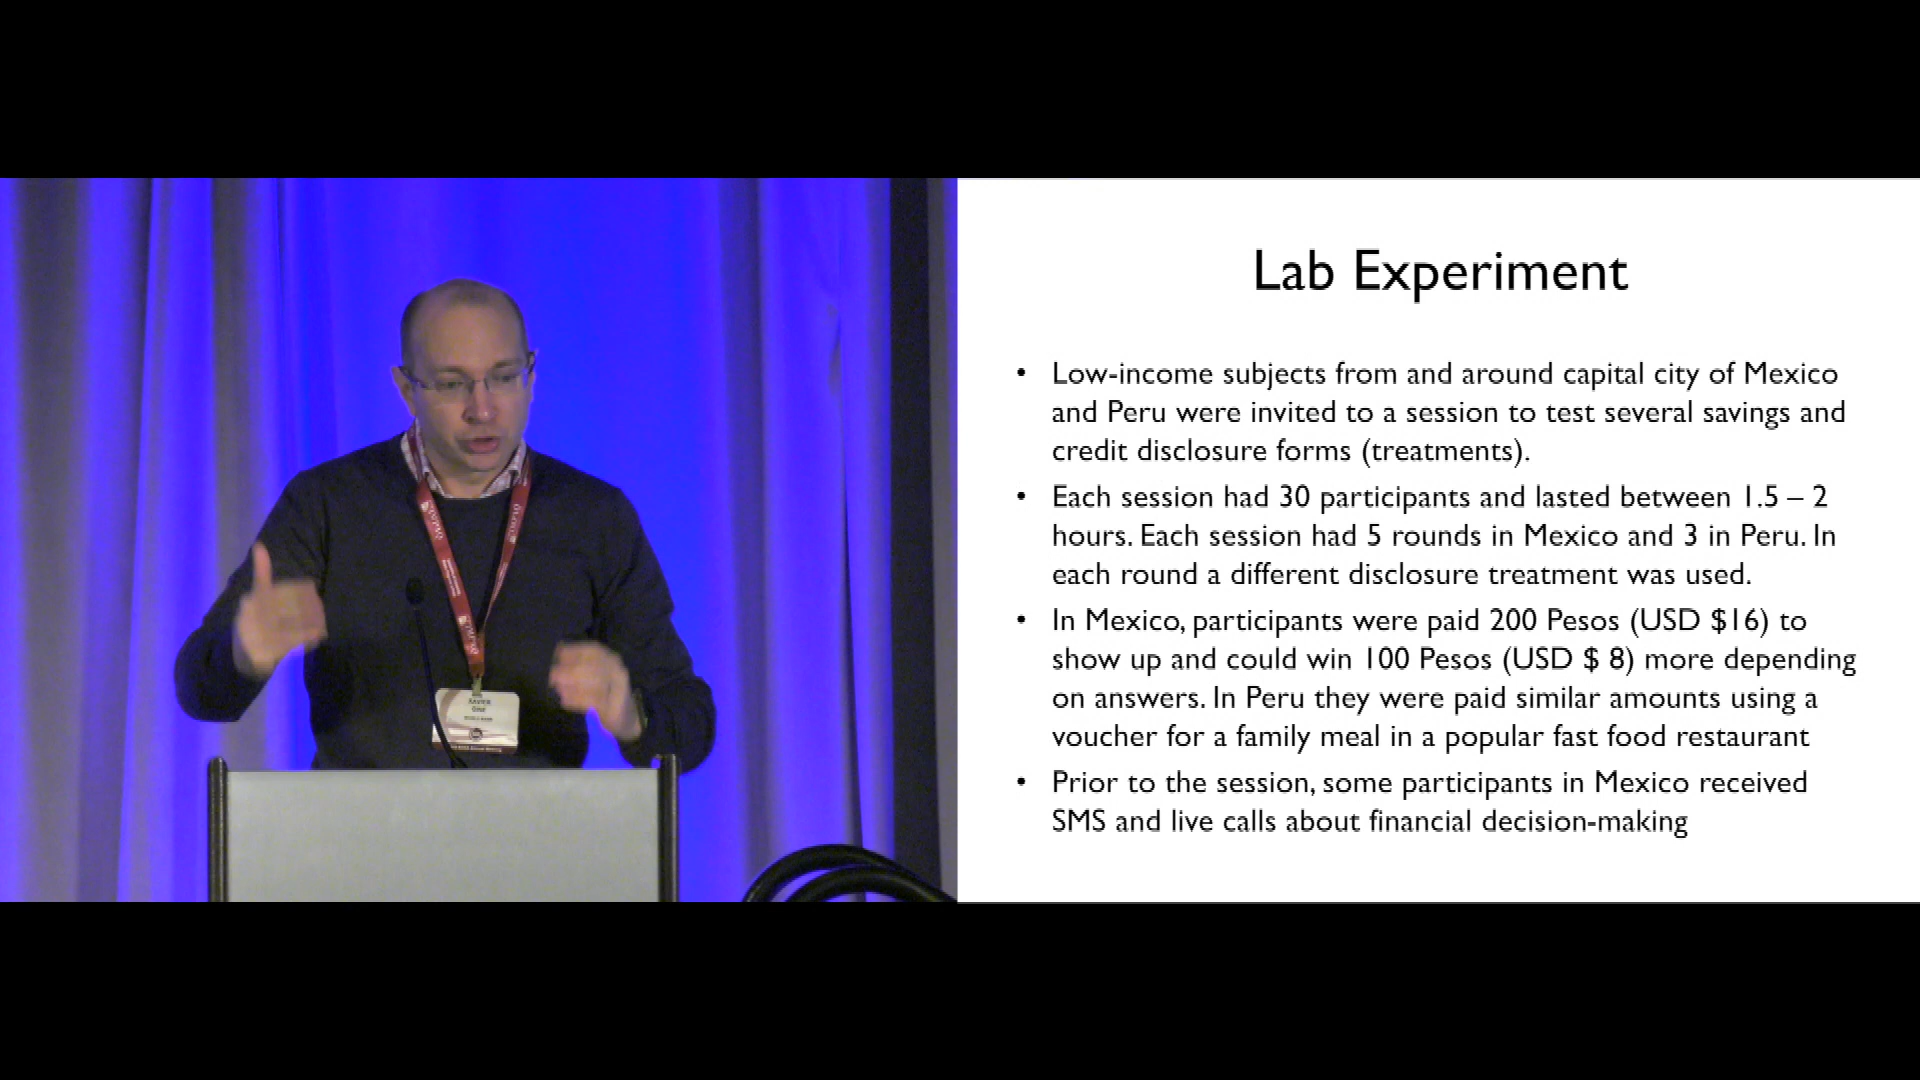 Lab Experiment
• Low-income subjects from and around capital city of Mexico
and Peru were invited to a session to test several savings and
credit disclosure forms (treatments).
• Each session had 30 participants and lasted between 1.5 – 2
hours. Each session had 5 rounds in Mexico and 3 in Peru. In
each round a different disclosure treatment was used.
• In Mexico, participants were paid 200 Pesos (USD $16) to
show up and could win 100 Pesos (USD $ 8) more depending
on answers. In Peru they were paid similar amounts using a
voucher for a family meal in a popular fast food restaurant
• Prior to the session, some participants in Mexico received
SMS and live calls about financial decision-making